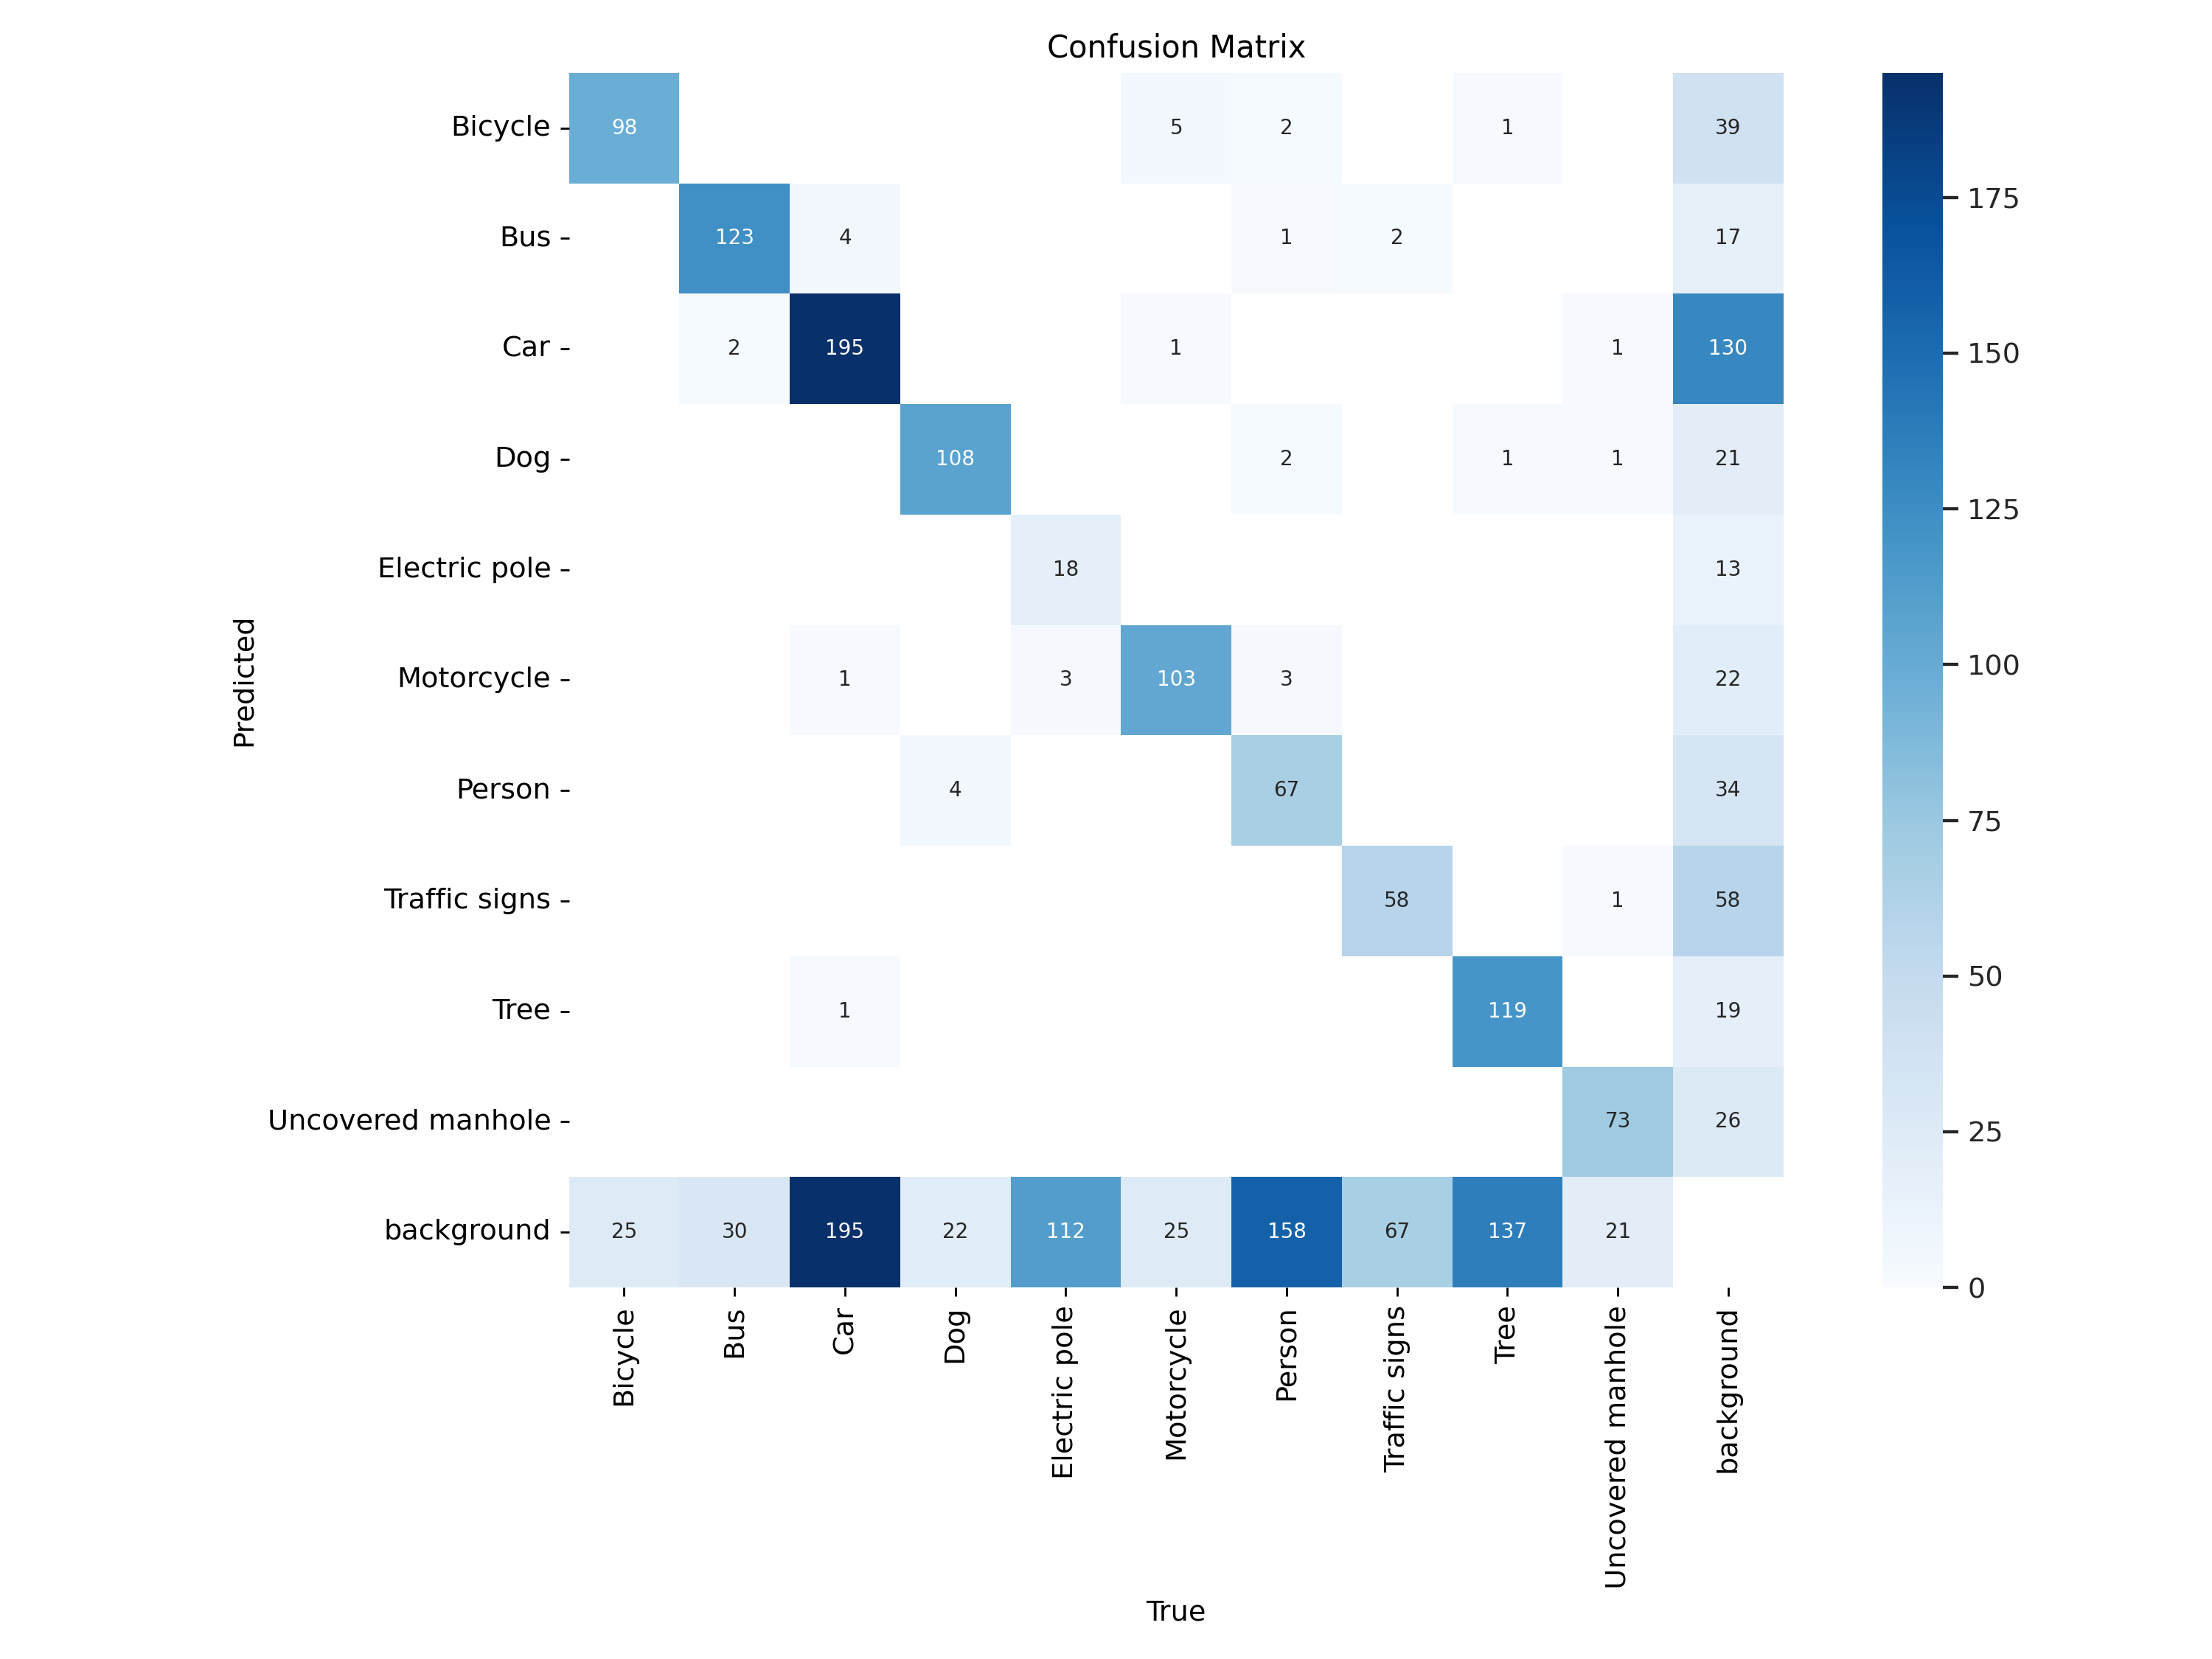 Confusion Matrix
Bicycle 98 5 2 1 39
Bus 123 4 1 2 17
Car 2 195 1 1 130
Dog 108 2 1 1 21
Electric pole 18 13
Motorcycle 1 3 103 3 22
Person 4 67 34
Traffic signs 58 1 58
Tree 1 119 19
Uncovered manhole 73 26
background 25 30 195 22 112 25 158 67 137 21
Predicted
Bicycle
Bus
Car
Dog
Electric pole
Motorcycle
Person
Traffic signs
Tree
Uncovered manhole
background
True
175
150
125
100
75
50
25
0